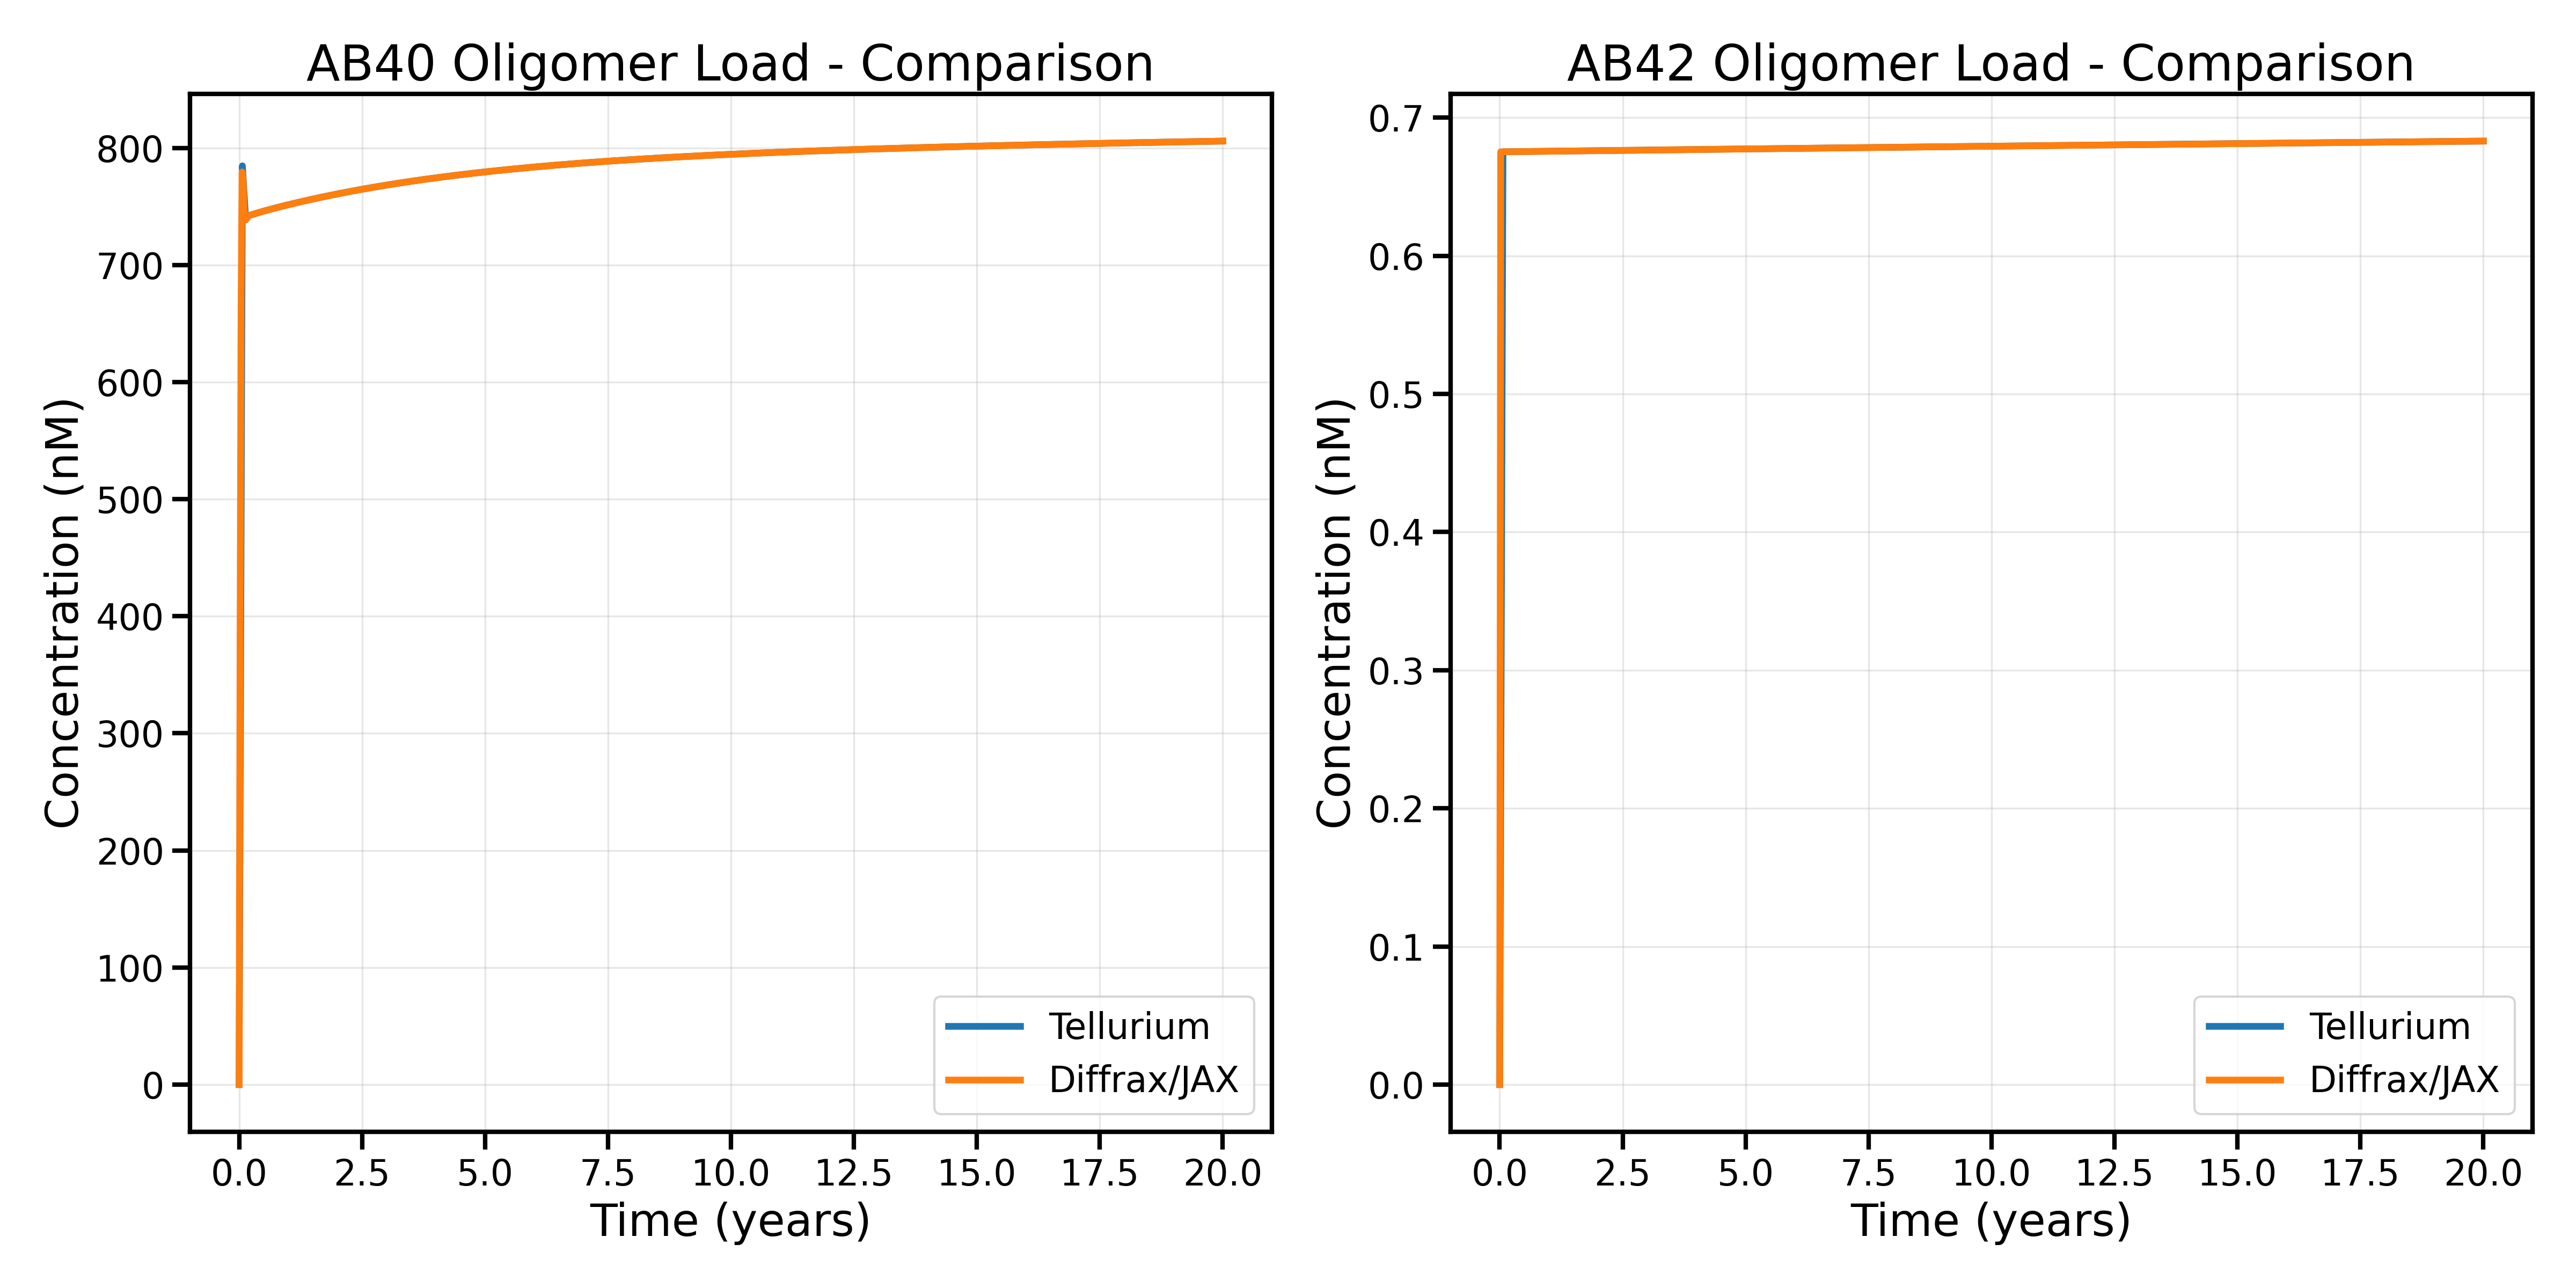 AB40 Oligomer Load - Comparison
Concentration (nM)
800
700
600
500
400
300
200
100
0
0.0 2.5 5.0 7.5 10.0 12.5 15.0 17.5 20.0
Time (years)
Tellurium
Diffrax/JAX
AB42 Oligomer Load - Comparison
Concentration (nM)
0.7
0.6
0.5
0.4
0.3
0.2
0.1
0.0
0.0 2.5 5.0 7.5 10.0 12.5 15.0 17.5 20.0
Time (years)
Tellurium
Diffrax/JAX